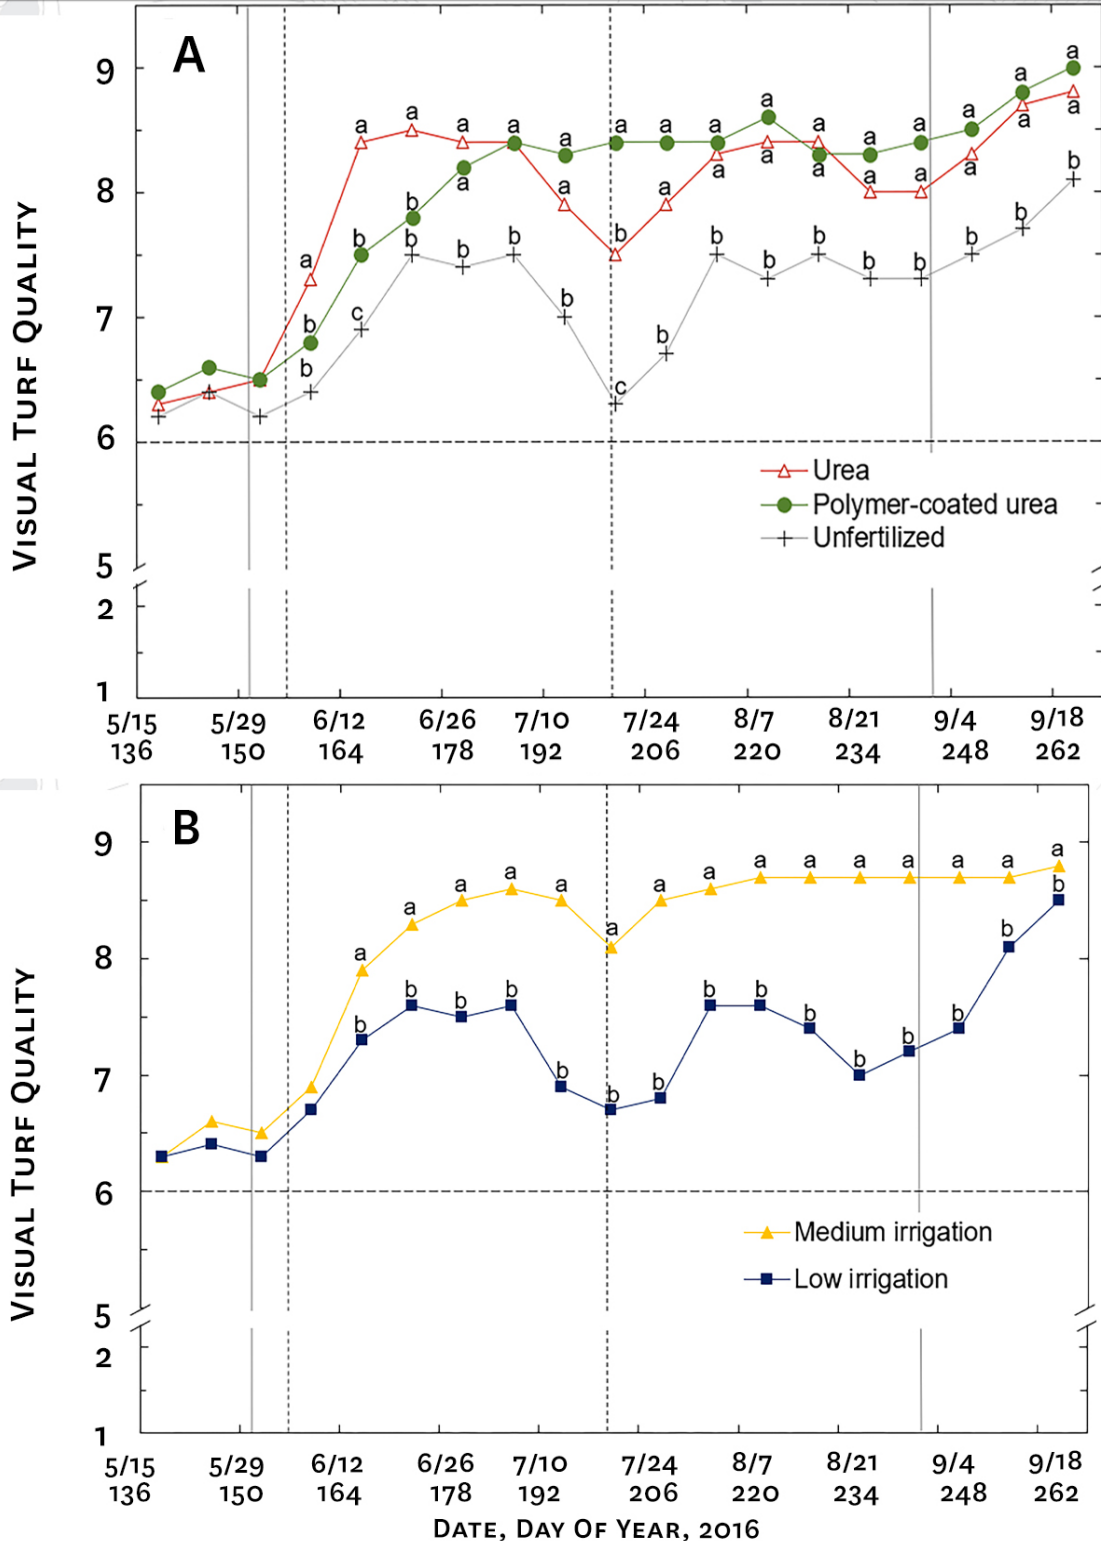 A
9
a a a a a a a a a a a a a a a a
8
a a a a a a a a a a
b b b b b b b b b b b b b b
7
b c b b
b c
6
Urea
Polymer-coated urea
Unfertilized
5
2
1
VISUAL TURF QUALITY
5/15 5/29 6/12 6/26 7/10 7/24 8/7 8/21 9/4 9/18
136 150 164 178 192 206 220 234 248 262
B
9
a a a a a a a a a a a a a a a
8
b b b b b b b b b b b b b b b
7
6
Medium irrigation
Low irrigation
5
2
1
VISUAL TURF QUALITY
5/15 5/29 6/12 6/26 7/10 7/24 8/7 8/21 9/4 9/18
136 150 164 178 192 206 220 234 248 262
DATE, DAY OF YEAR, 2016